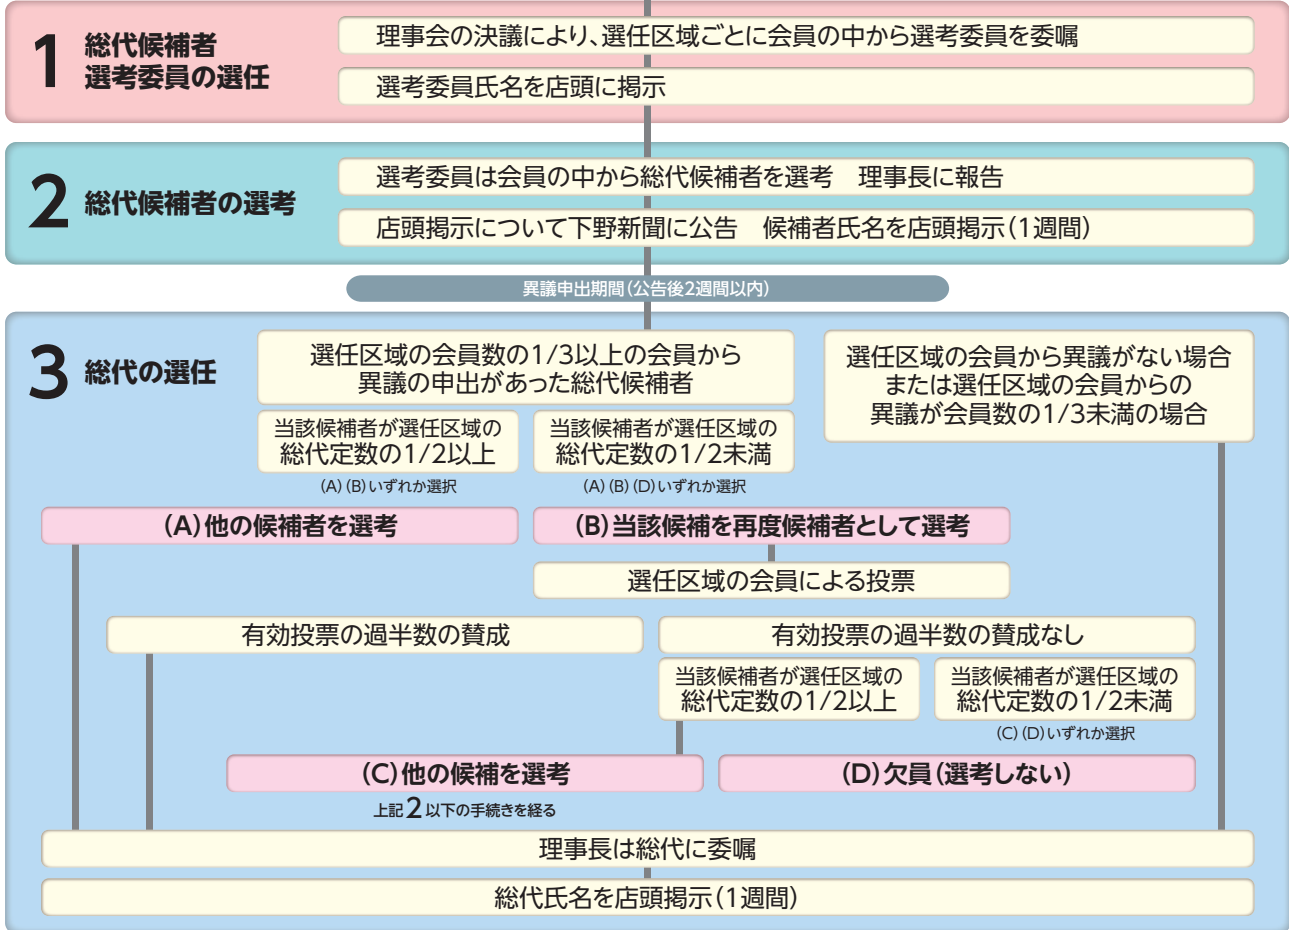 1 総代候補者
選考委員の選任
理事会の決議により、選任区域ごとに会員の中から選考委員を委嘱
選考委員氏名を店頭に掲示
2 総代候補者の選考
選考委員は会員の中から総代候補者を選考　理事長に報告
店頭掲示について下野新聞に公告　候補者氏名を店頭掲示(1週間)
異議申出期間(公告後2週間以内)
3 総代の選任
選任区域の会員数の1/3以上の会員から
異議の申出があった総代候補者
選任区域の会員から異議がない場合
または選任区域の会員からの
異議が会員数の1/3未満の場合
当該候補者が選任区域の
総代定数の1/2以上
(A)(B)いずれか選択
当該候補者が選任区域の
総代定数の1/2未満
(A)(B)(D)いずれか選択
(A)他の候補者を選考
(B)当該候補を再度候補者として選考
選任区域の会員による投票
有効投票の過半数の賛成
有効投票の過半数の賛成なし
当該候補者が選任区域の
総代定数の1/2以上
当該候補者が選任区域の
総代定数の1/2未満
(C)(D)いずれか選択
(C)他の候補を選考
上記2以下の手続きを経る
(D)欠員(選考しない)
理事長は総代に委嘱
総代氏名を店頭掲示(1週間)